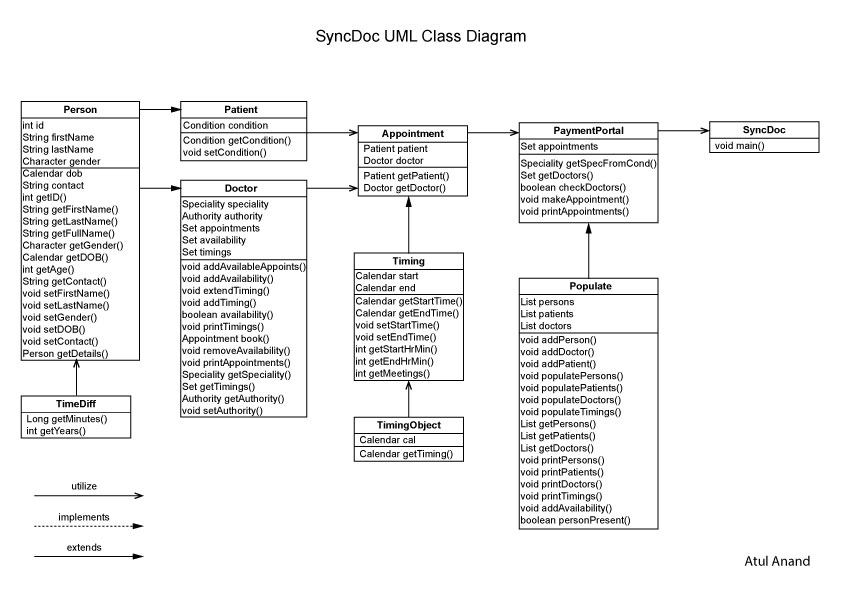 SyncDoc UML Class Diagram
Person
int id
String firstName
String lastName
Character gender
Calendar dob
String contact
int getID()
String getFirstName()
String getLastName()
String getFullName()
Character getGender()
Calendar getDOB()
int getAge()
String getContact()
void setFirstName()
void setLastName()
void setGender()
void setDOB()
void setContact()
Person getDetails()
TimeDiff
Long getMinutes()
int getYears()
Patient
Condition condition
Condition getCondition()
void setCondition()
Doctor
Speciality speciality
Authority authority
Set appointments
Set availability
Set timings
void addAvailableAppoints()
void addAvailability()
void extendTiming()
void addTiming()
boolean availability()
void printTimings()
Appointment book()
void removeAvailability()
void printAppointments()
Speciality getSpeciality()
Set getTimings()
Authority getAuthority()
void setAuthority()
Appointment
Patient patient
Doctor doctor
Patient getPatient()
Doctor getDoctor()
Timing
Calendar start
Calendar end
Calendar getStartTime()
Calendar getEndTime()
void setStartTime()
void setEndTime()
int getStartHrMin()
int getEndHrMin()
int getMeetings()
TimingObject
Calendar cal
Calendar getTiming()
PaymentPortal
Set appointments
Speciality getSpecFromCond()
Set getDoctors()
boolean checkDoctors()
void makeAppointment()
void printAppointments()
Populate
List persons
List patients
List doctors
void addPerson()
void addDoctor()
void addPatient()
void populatePersons()
void populatePatients()
void populateDoctors()
void populateTimings()
List getPersons()
List getPatients()
List getDoctors()
void printPersons()
void printPatients()
void printDoctors()
void printTimings()
void addAvailability()
boolean personPresent()
SyncDoc
void main()
utilize
implements
extends
Atul Anand